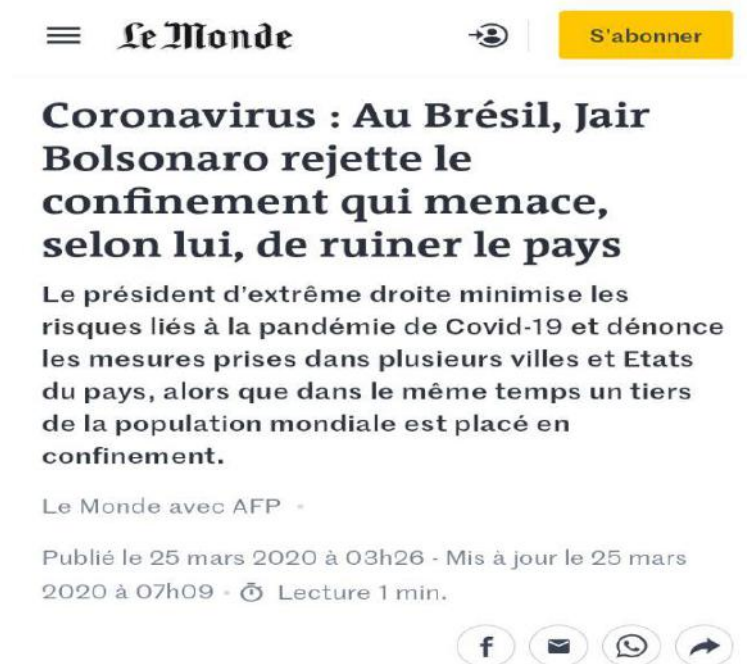 Le Monde
S'abonner
Coronavirus : Au Brésil, Jair
Bolsonaro rejette le
confinement qui menace,
selon lui, de ruiner le pays
Le président d'extrême droite minimise les
risques liés à la pandémie de Covid-19 et dénonce
les mesures prises dans plusieurs villes et Etats
du pays, alors que dans le même temps un tiers
de la population mondiale est placé en
confinement.
Le Monde avec AFP •
Publié le 25 mars 2020 à 03h26 - Mis à jour le 25 mars
2020 à 07h09 • Lecture 1 min.
f